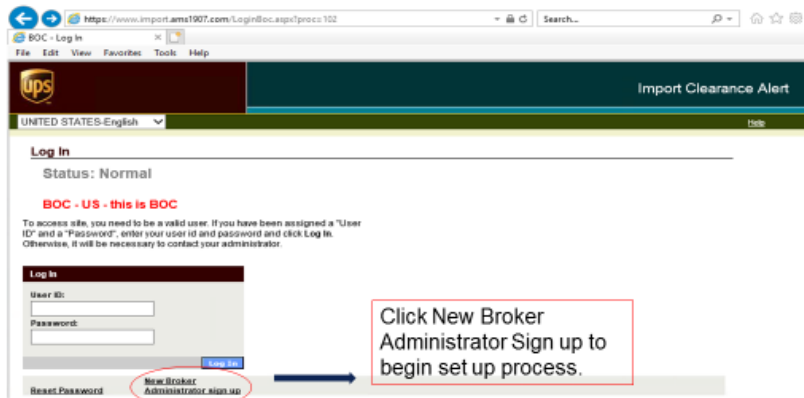 https://www.import.ams1907.com/LoginBoc.aspx?proc=102
Search...
BOC - Log In
File Edit View Favorites Tools Help
ups
Import Clearance Alert
UNITED STATES-English
Help
Log In
Status: Normal
BOC - US - this is BOC
To access site, you need to be a valid user. If you have been assigned a "User
ID" and a "Password", enter your user id and password and click Log In.
Otherwise, it will be necessary to contact your administrator.
Log In
User ID:
Password:
Log In
Reset Password
New Broker
Administrator sign up
Click New Broker
Administrator Sign up to
begin set up process.